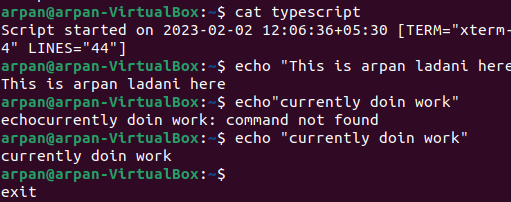 arpan@arpan-VirtualBox:~$ cat typescript
Script started on 2023-02-02 12:06:36+05:30 [TERM="xterm-
4" LINES="44"]
arpan@arpan-VirtualBox:~$ echo "This is arpan ladani here
This is arpan ladani here
arpan@arpan-VirtualBox:~$ echo"currently doin work"
echocurrently doin work: command not found
arpan@arpan-VirtualBox:~$ echo "currently doin work"
currently doin work
arpan@arpan-VirtualBox:~$
exit